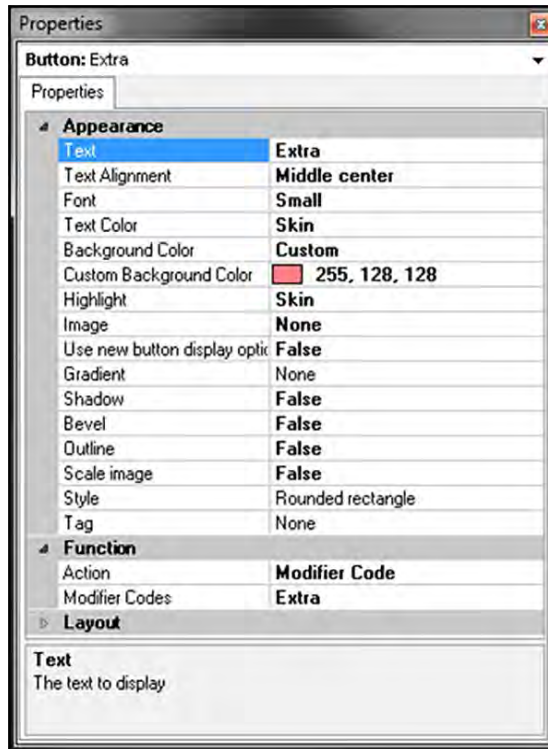 Properties
Button: Extra
Properties
Appearance
Text Extra
Text Alignment Middle center
Font Small
Text Color Skin
Background Color Custom
Custom Background Color 255, 128, 128
Highlight Skin
Image None
Use new button display optic False
Gradient None
Shadow False
Bevel False
Outline False
Scale image False
Style Rounded rectangle
Tag None
Function
Action Modifier Code
Modifier Codes Extra
Layout
Text
The text to display